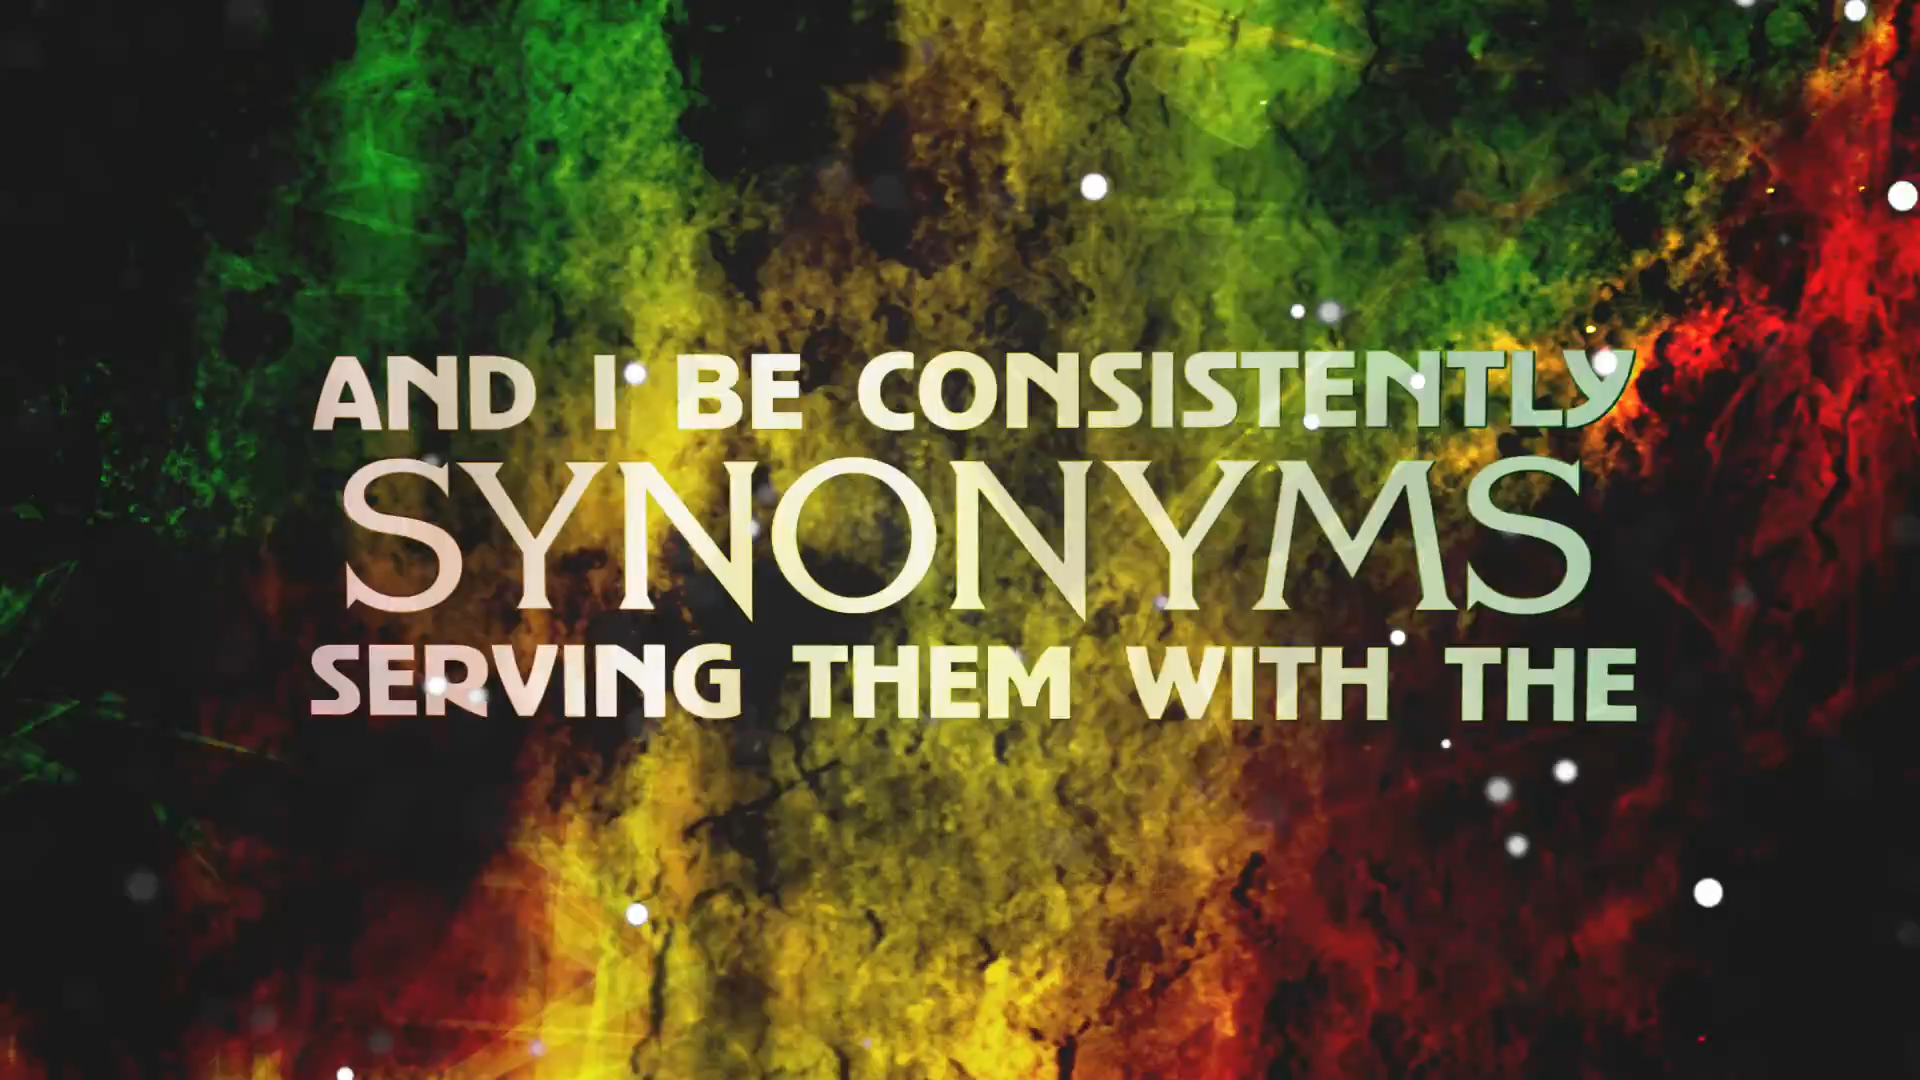 AND I BE CONSISTENTLY
SYNONYMS
SERVING THEM WITH THE